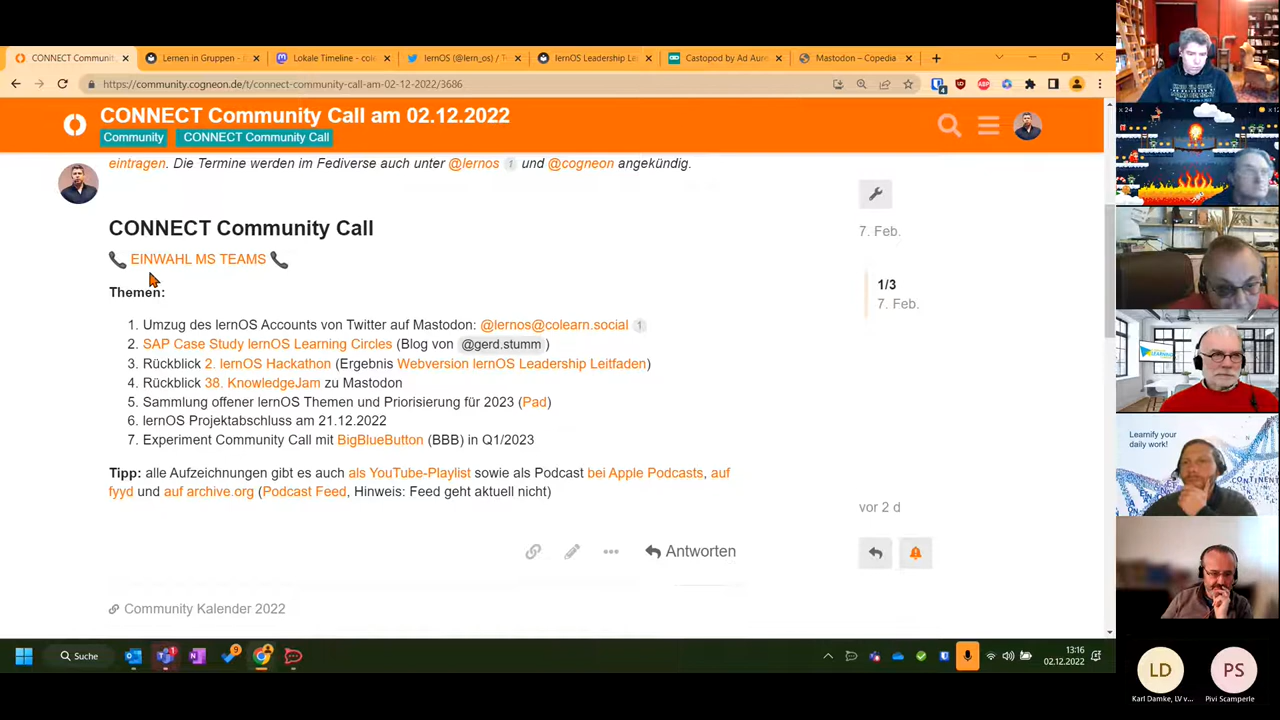 CONNECT Community
Lernen in Gruppen -
Lokale Timeline - cole
lernOS (@lern_os) / T
lernOS Leadership Le
Castopod by Ad Aure
Mastodon – Copedia
https://community.cogneon.de/t/connect-community-call-am-02-12-2022/3686
CONNECT Community Call am 02.12.2022
Community CONNECT Community Call
eintragen. Die Termine werden im Fediverse auch unter @lernos 1 und @cogneon angekündig.
CONNECT Community Call
EINWAHL MS TEAMS
Themen:
1. Umzug des lernOS Accounts von Twitter auf Mastodon: @lernos@colearn.social 1
2. SAP Case Study lernOS Learning Circles (Blog von @gerd.stumm )
3. Rückblick 2. lernOS Hackathon (Ergebnis Webversion lernOS Leadership Leitfaden)
4. Rückblick 38. KnowledgeJam zu Mastodon
5. Sammlung offener lernOS Themen und Priorisierung für 2023 (Pad)
6. lernOS Projektabschluss am 21.12.2022
7. Experiment Community Call mit BigBlueButton (BBB) in Q1/2023
Tipp: alle Aufzeichnungen gibt es auch als YouTube-Playlist sowie als Podcast bei Apple Podcasts, auf
fyyd und auf archive.org (Podcast Feed, Hinweis: Feed geht aktuell nicht)
Antworten
Community Kalender 2022
7. Feb.
1/3
7. Feb.
vor 2 d
Suche
13:16
02.12.2022
LEARNING
Learnify your
daily work!
CONTINENT
LD
PS
Karl Damke, LV v...
Pivi Scamperle